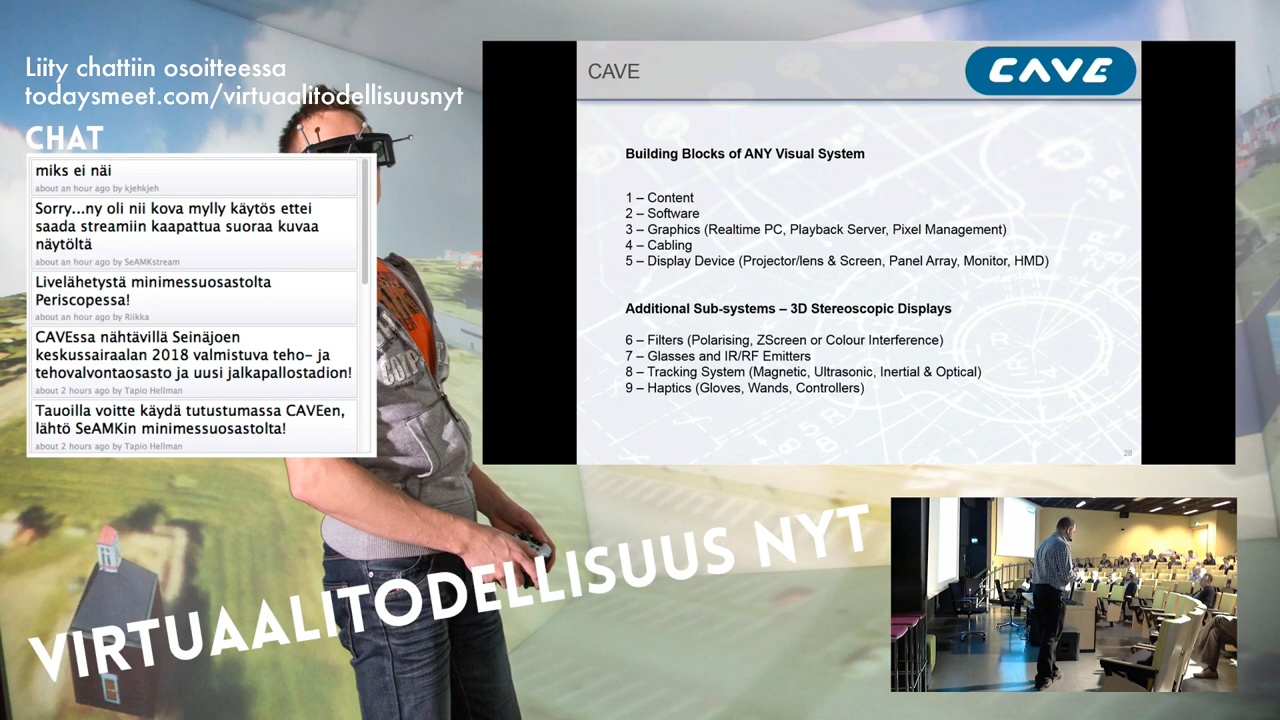 Liity chattiin osoitteessa
todaysmeet.com/virtuaalitodellisuusnyt
CHAT
miks ei näi
about an hour ago by kjehkjeh
Sorry...ny oli nii kova mylly käytös ettei
saada streamiin kaapattua suoraa kuvaa
näytöltä
about an hour ago by SeAMKstream
Livelähetystä minimessuosastolta
Periscopessa!
about an hour ago by Riikka
CAVEssa nähtävillä Seinäjoen
keskussairaalan 2018 valmistuva teho- ja
tehovalvontaosasto ja uusi jalkapallostadion!
about 2 hours ago by Tapio Hellman
Tauoilla voitte käydä tutustumassa CAVEen,
lähtö SeAMKin minimessuosastolta!
about 2 hours ago by Tapio Hellman
CAVE
CAVE
Building Blocks of ANY Visual System
1 – Content
2 – Software
3 – Graphics (Realtime PC, Playback Server, Pixel Management)
4 – Cabling
5 – Display Device (Projector/lens & Screen, Panel Array, Monitor, HMD)
Additional Sub-systems – 3D Stereoscopic Displays
6 – Filters (Polarising, ZScreen or Colour Interference)
7 – Glasses and IR/RF Emitters
8 – Tracking System (Magnetic, Ultrasonic, Inertial & Optical)
9 – Haptics (Gloves, Wands, Controllers)
28
VIRTUAALITODELLISUUS NYT